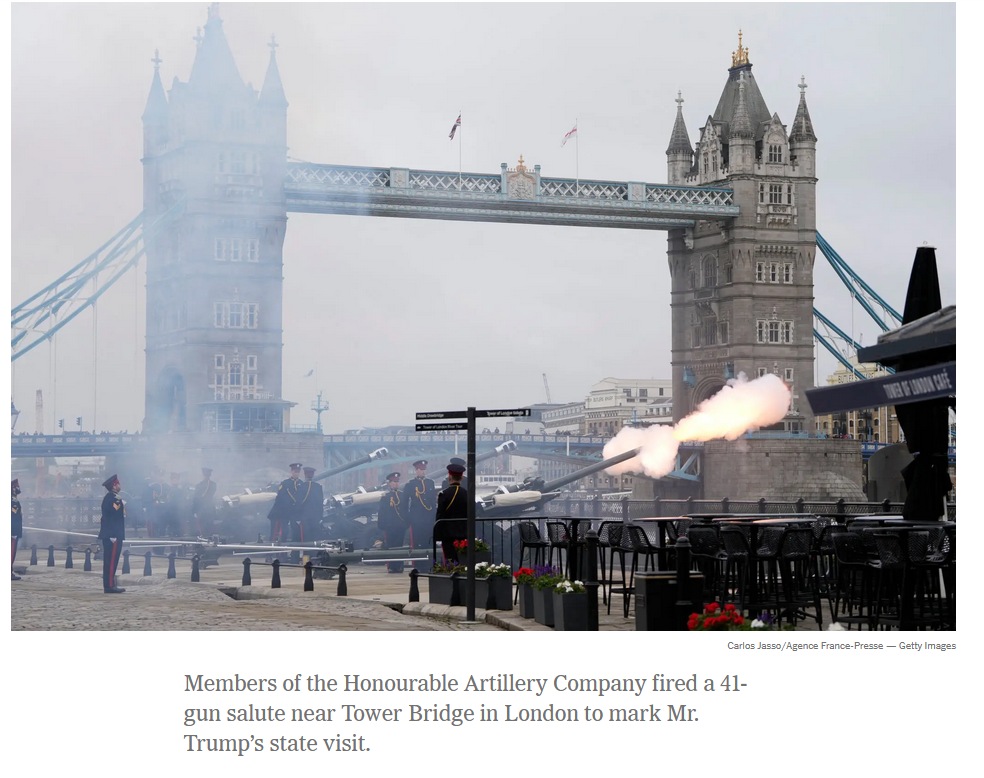 TOWER OF LONDON CAFÉ
Carlos Jasso/Agence France-Presse — Getty Images
Members of the Honourable Artillery Company fired a 41-
gun salute near Tower Bridge in London to mark Mr.
Trump’s state visit.